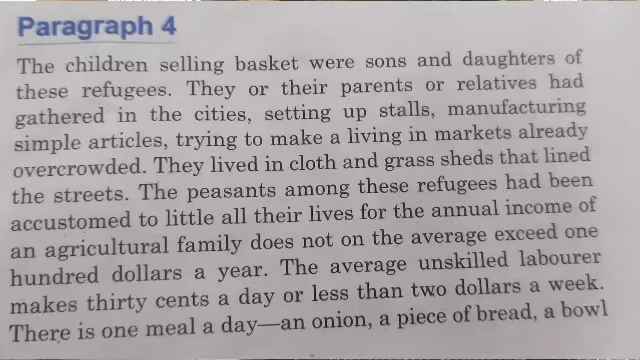 Paragraph 4
The children selling basket were sons and daughters of
these refugees. They or their parents or relatives had
gathered in the cities, setting up stalls, manufacturing
simple articles, trying to make a living in markets already
overcrowded. They lived in cloth and grass sheds that lined
the streets. The peasants among these refugees had been
accustomed to little all their lives for the annual income of
an agricultural family does not on the average exceed one
hundred dollars a year. The average unskilled labourer
makes thirty cents a day or less than two dollars a week.
There is one meal a day—an onion, a piece of bread, a bowl